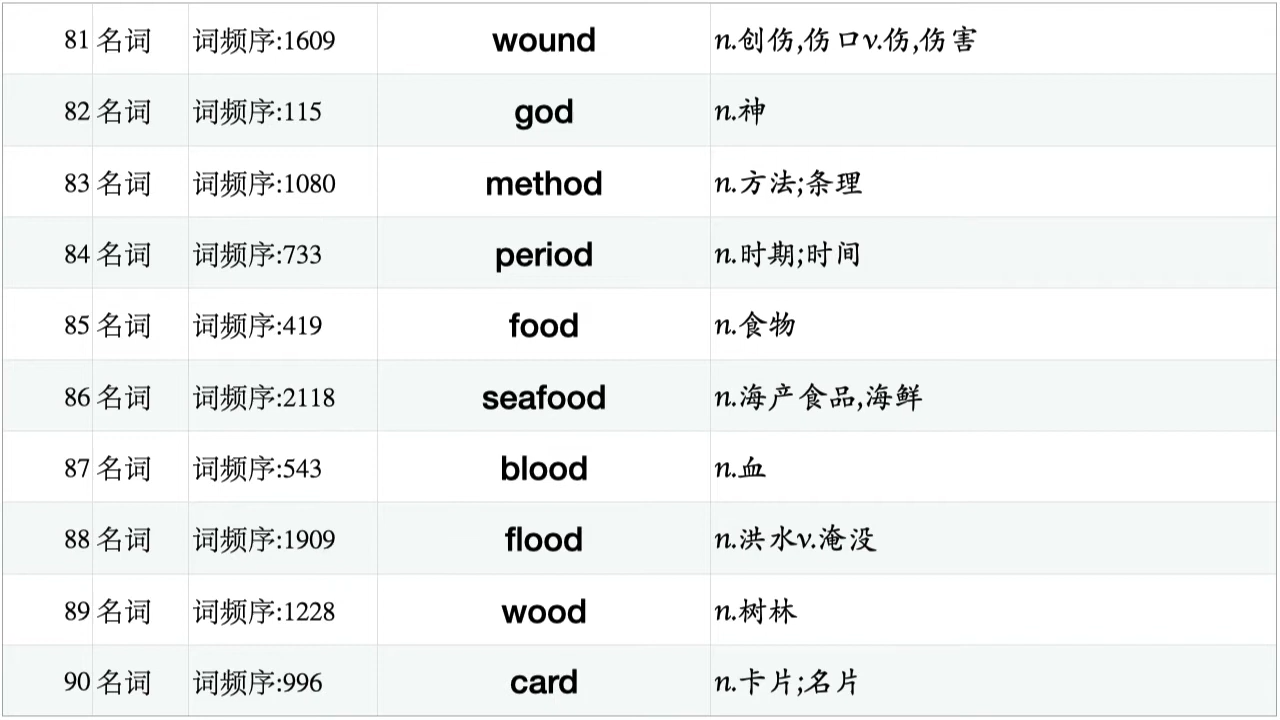 81 名词 词频序:1609 wound n.创伤,伤口v.伤,伤害
82 名词 词频序:115 god n.神
83 名词 词频序:1080 method n.方法;条理
84 名词 词频序:733 period n.时期;时间
85 名词 词频序:419 food n.食物
86 名词 词频序:2118 seafood n.海产食品,海鲜
87 名词 词频序:543 blood n.血
88 名词 词频序:1909 flood n.洪水v.淹没
89 名词 词频序:1228 wood n.树林
90 名词 词频序:996 card n.卡片;名片